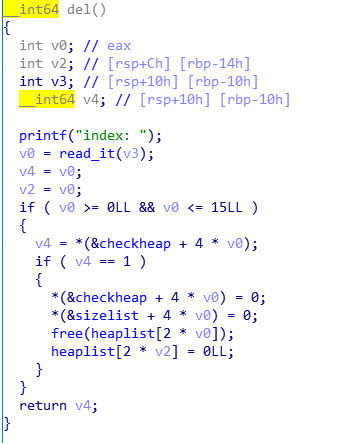 __int64 del()
{
int v0; // eax
int v2; // [rsp+Ch] [rbp-14h]
int v3; // [rsp+10h] [rbp-10h]
__int64 v4; // [rsp+10h] [rbp-10h]
printf("index: ");
v0 = read_it(v3);
v4 = v0;
v2 = v0;
if ( v0 >= 0LL && v0 <= 15LL )
{
v4 = *(&checkheap + 4 * v0);
if ( v4 == 1 )
{
*(&checkheap + 4 * v0) = 0;
*(&sizelist + 4 * v0) = 0;
free(heaplist[2 * v0]);
heaplist[2 * v2] = 0LL;
}
}
return v4;
}